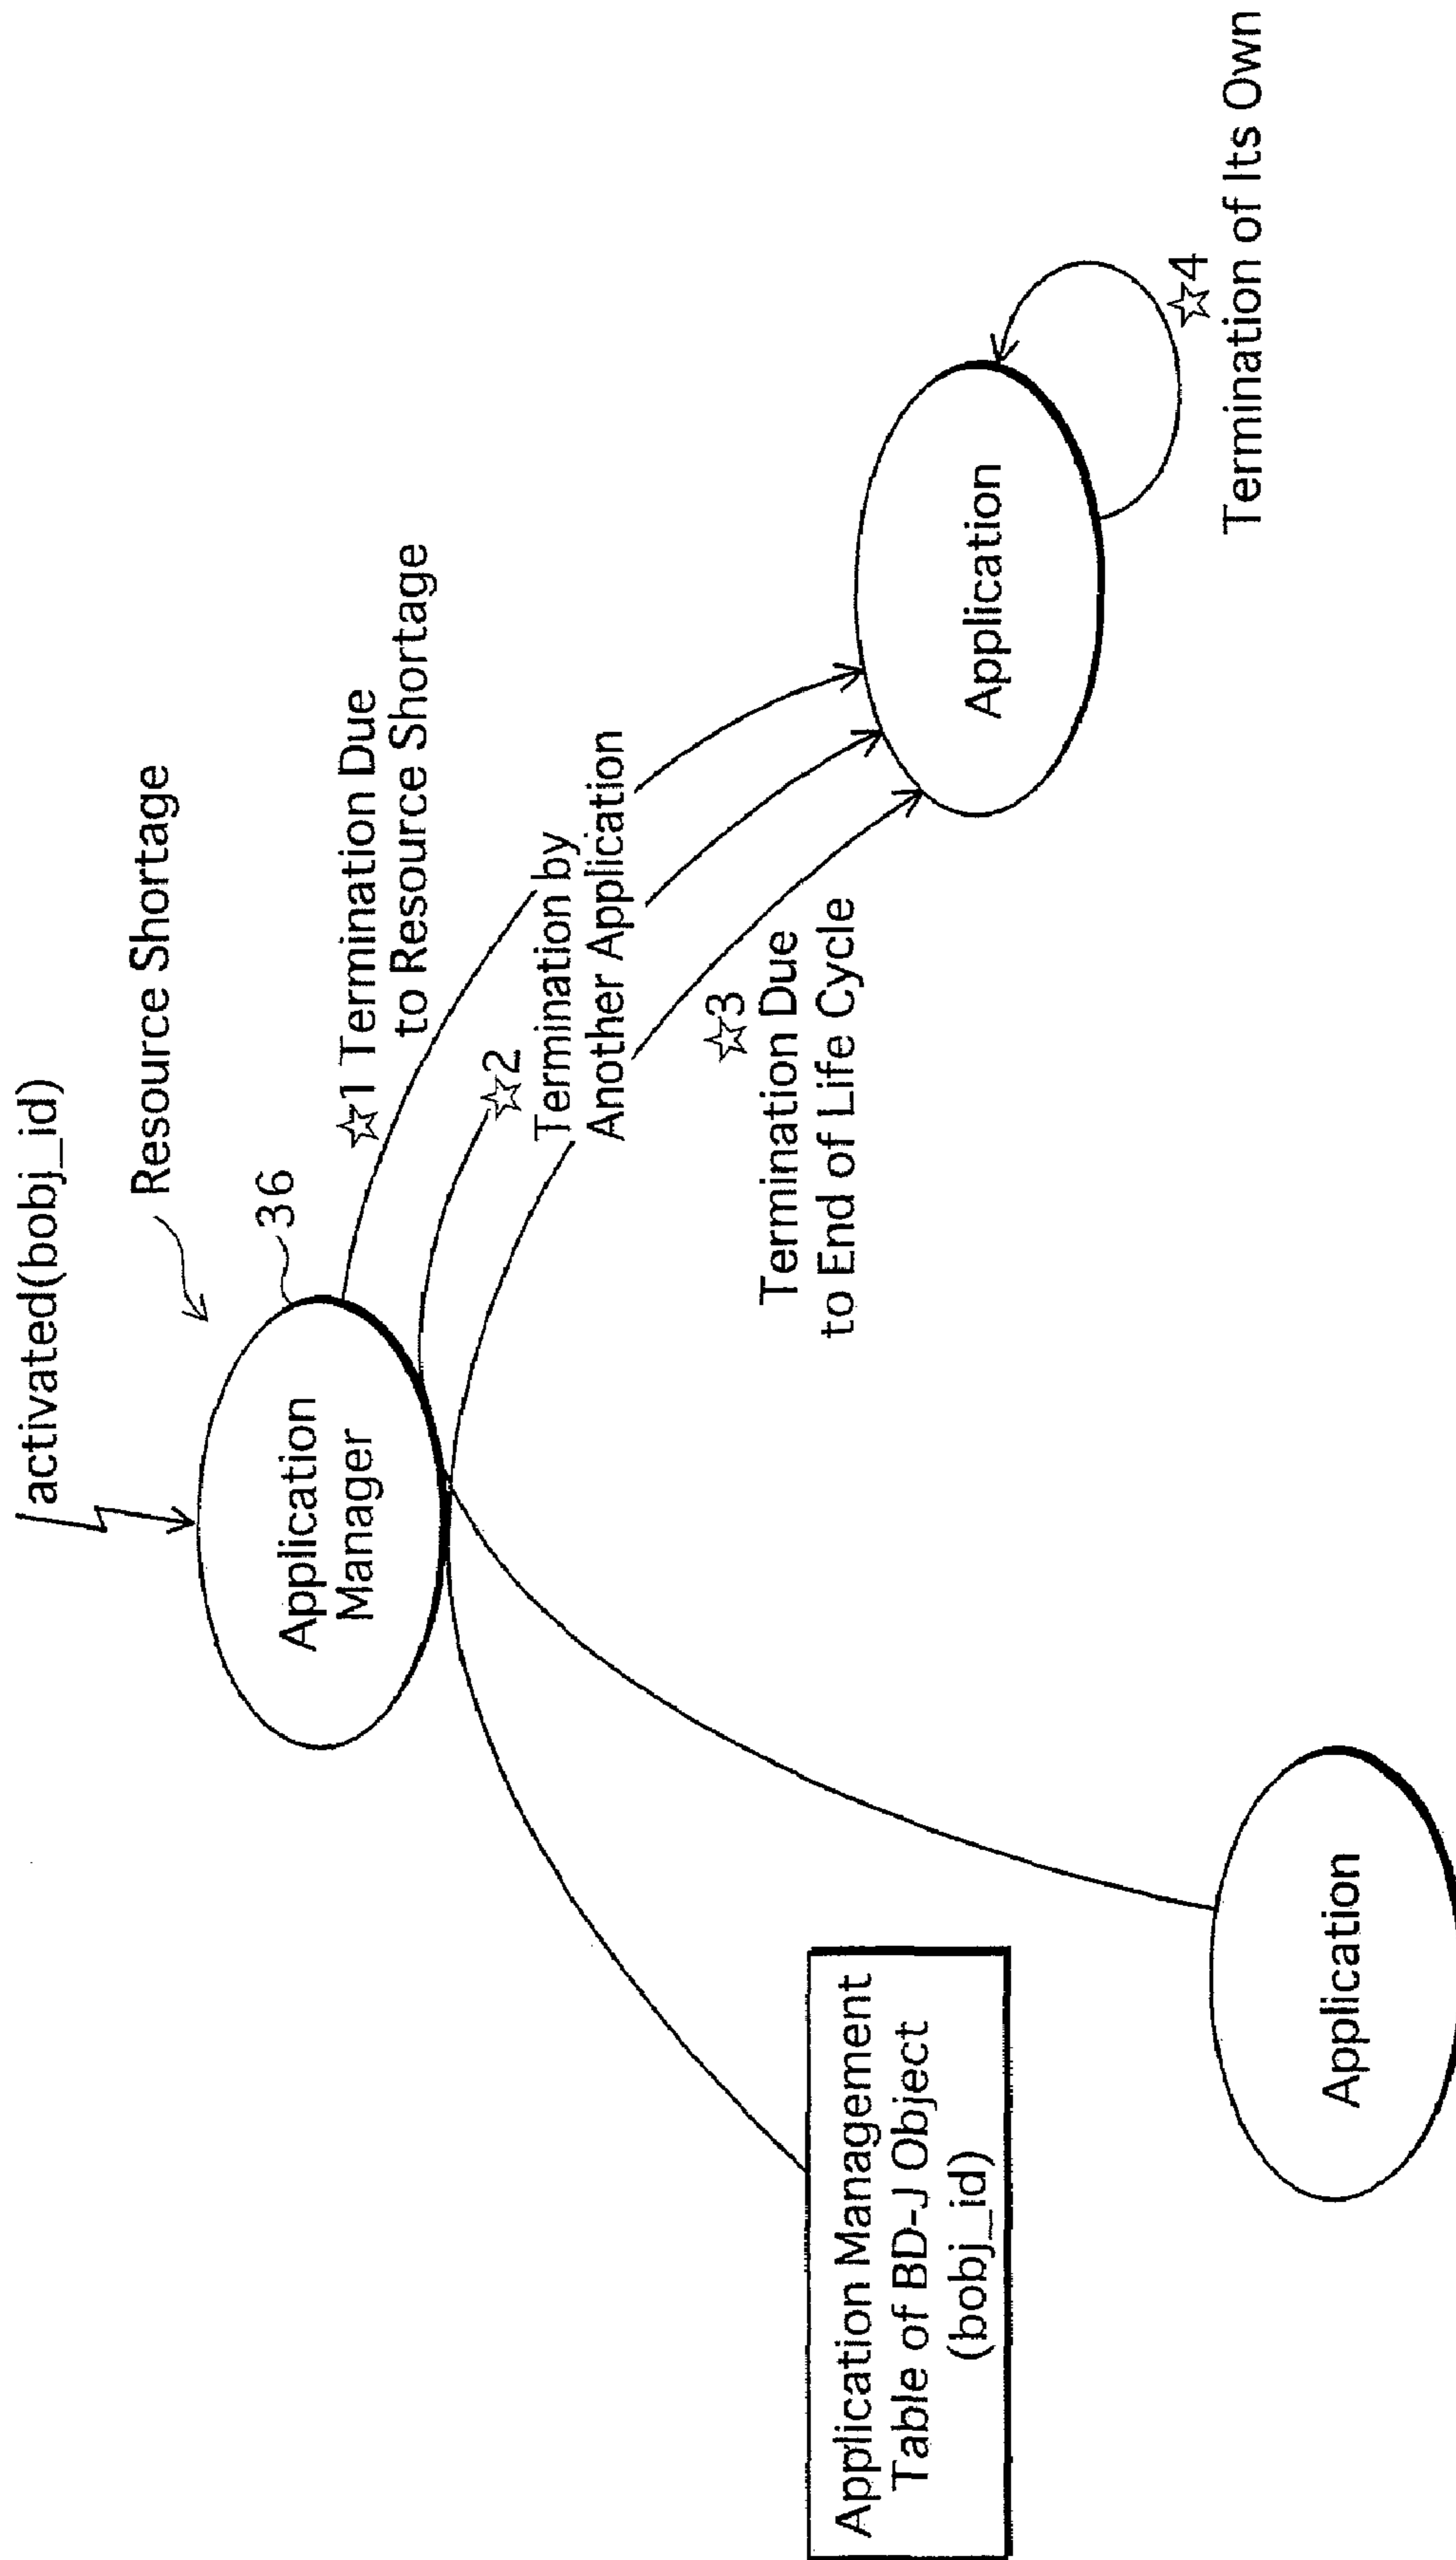 activated(bobj_id)
Resource Shortage
36
Application
Manager
☆1 Termination Due
to Resource Shortage
☆2
Termination by
Another Application
☆3
Termination Due
to End of Life Cycle
Application
☆4
Termination of Its Own
Application Management
Table of BD-J Object
(bobj_id)
Application